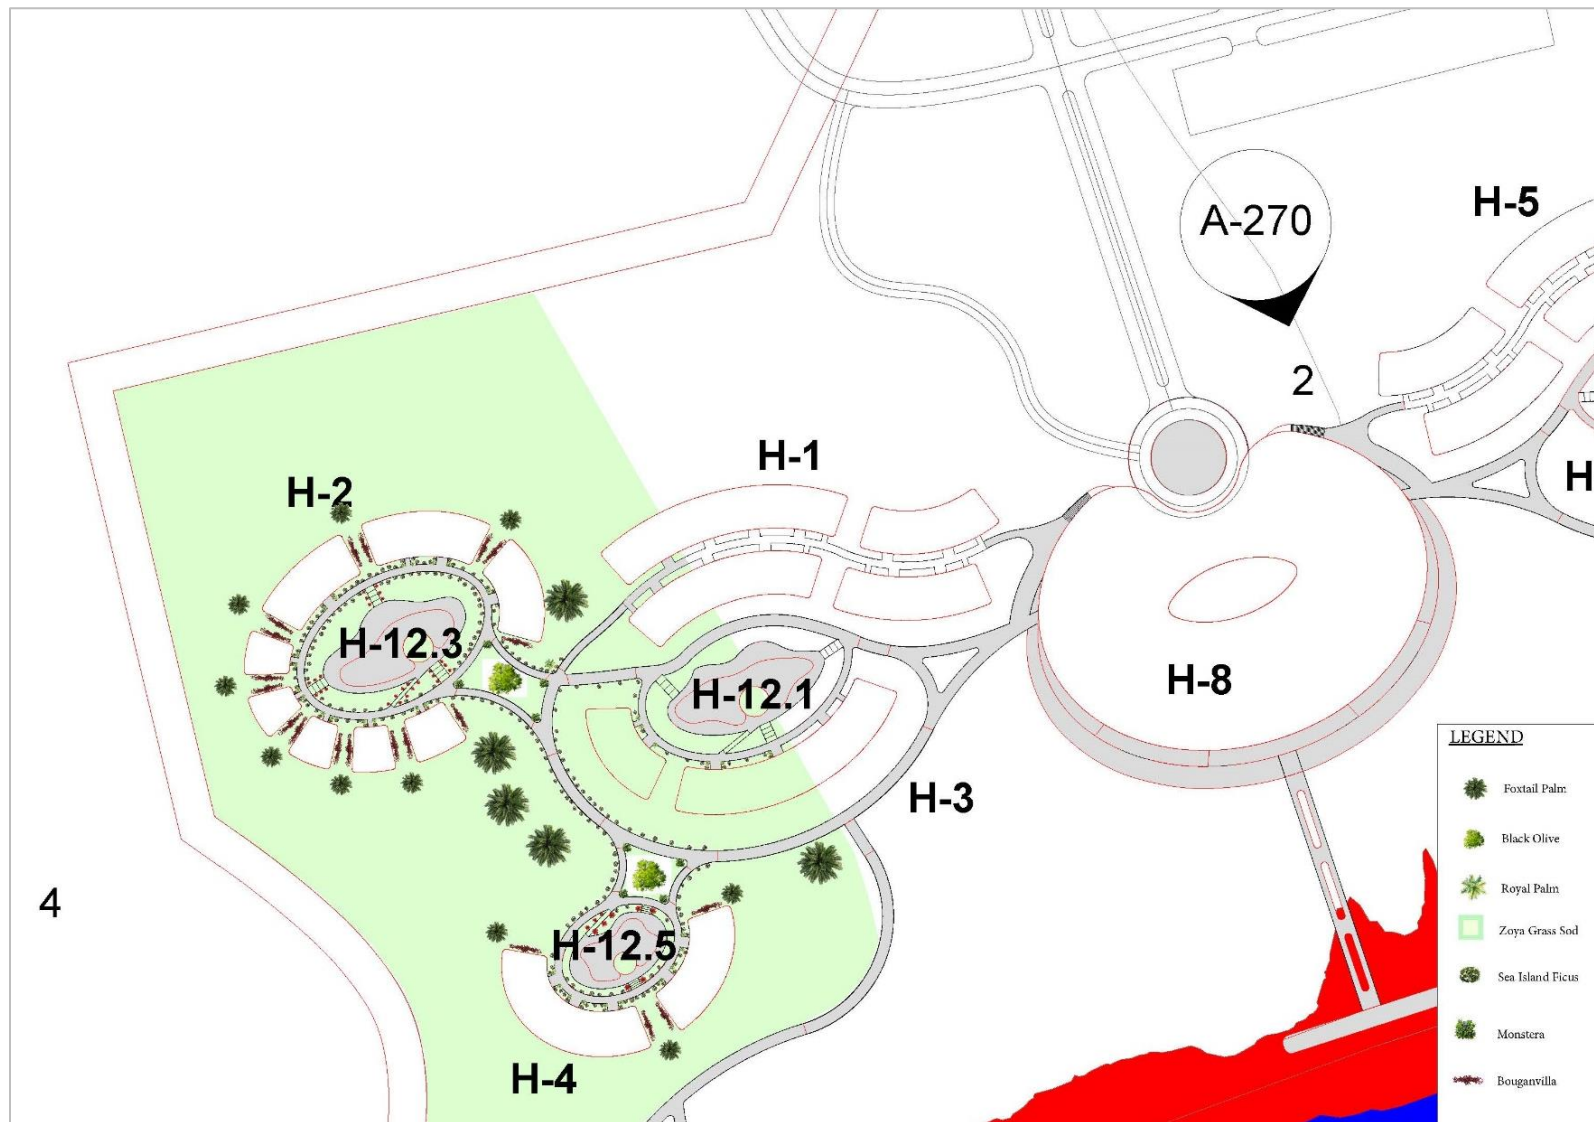 H-5
A-270
2
H-1
H
H-2
H-12.3
H-12.1
H-8
LEGEND
Foxtail Palm
H-3
Black Olive
Royal Palm
4
Zoya Grass Sod
H-12.5
Sea Island Ficus
Monstera
H-4
Bouganvilla